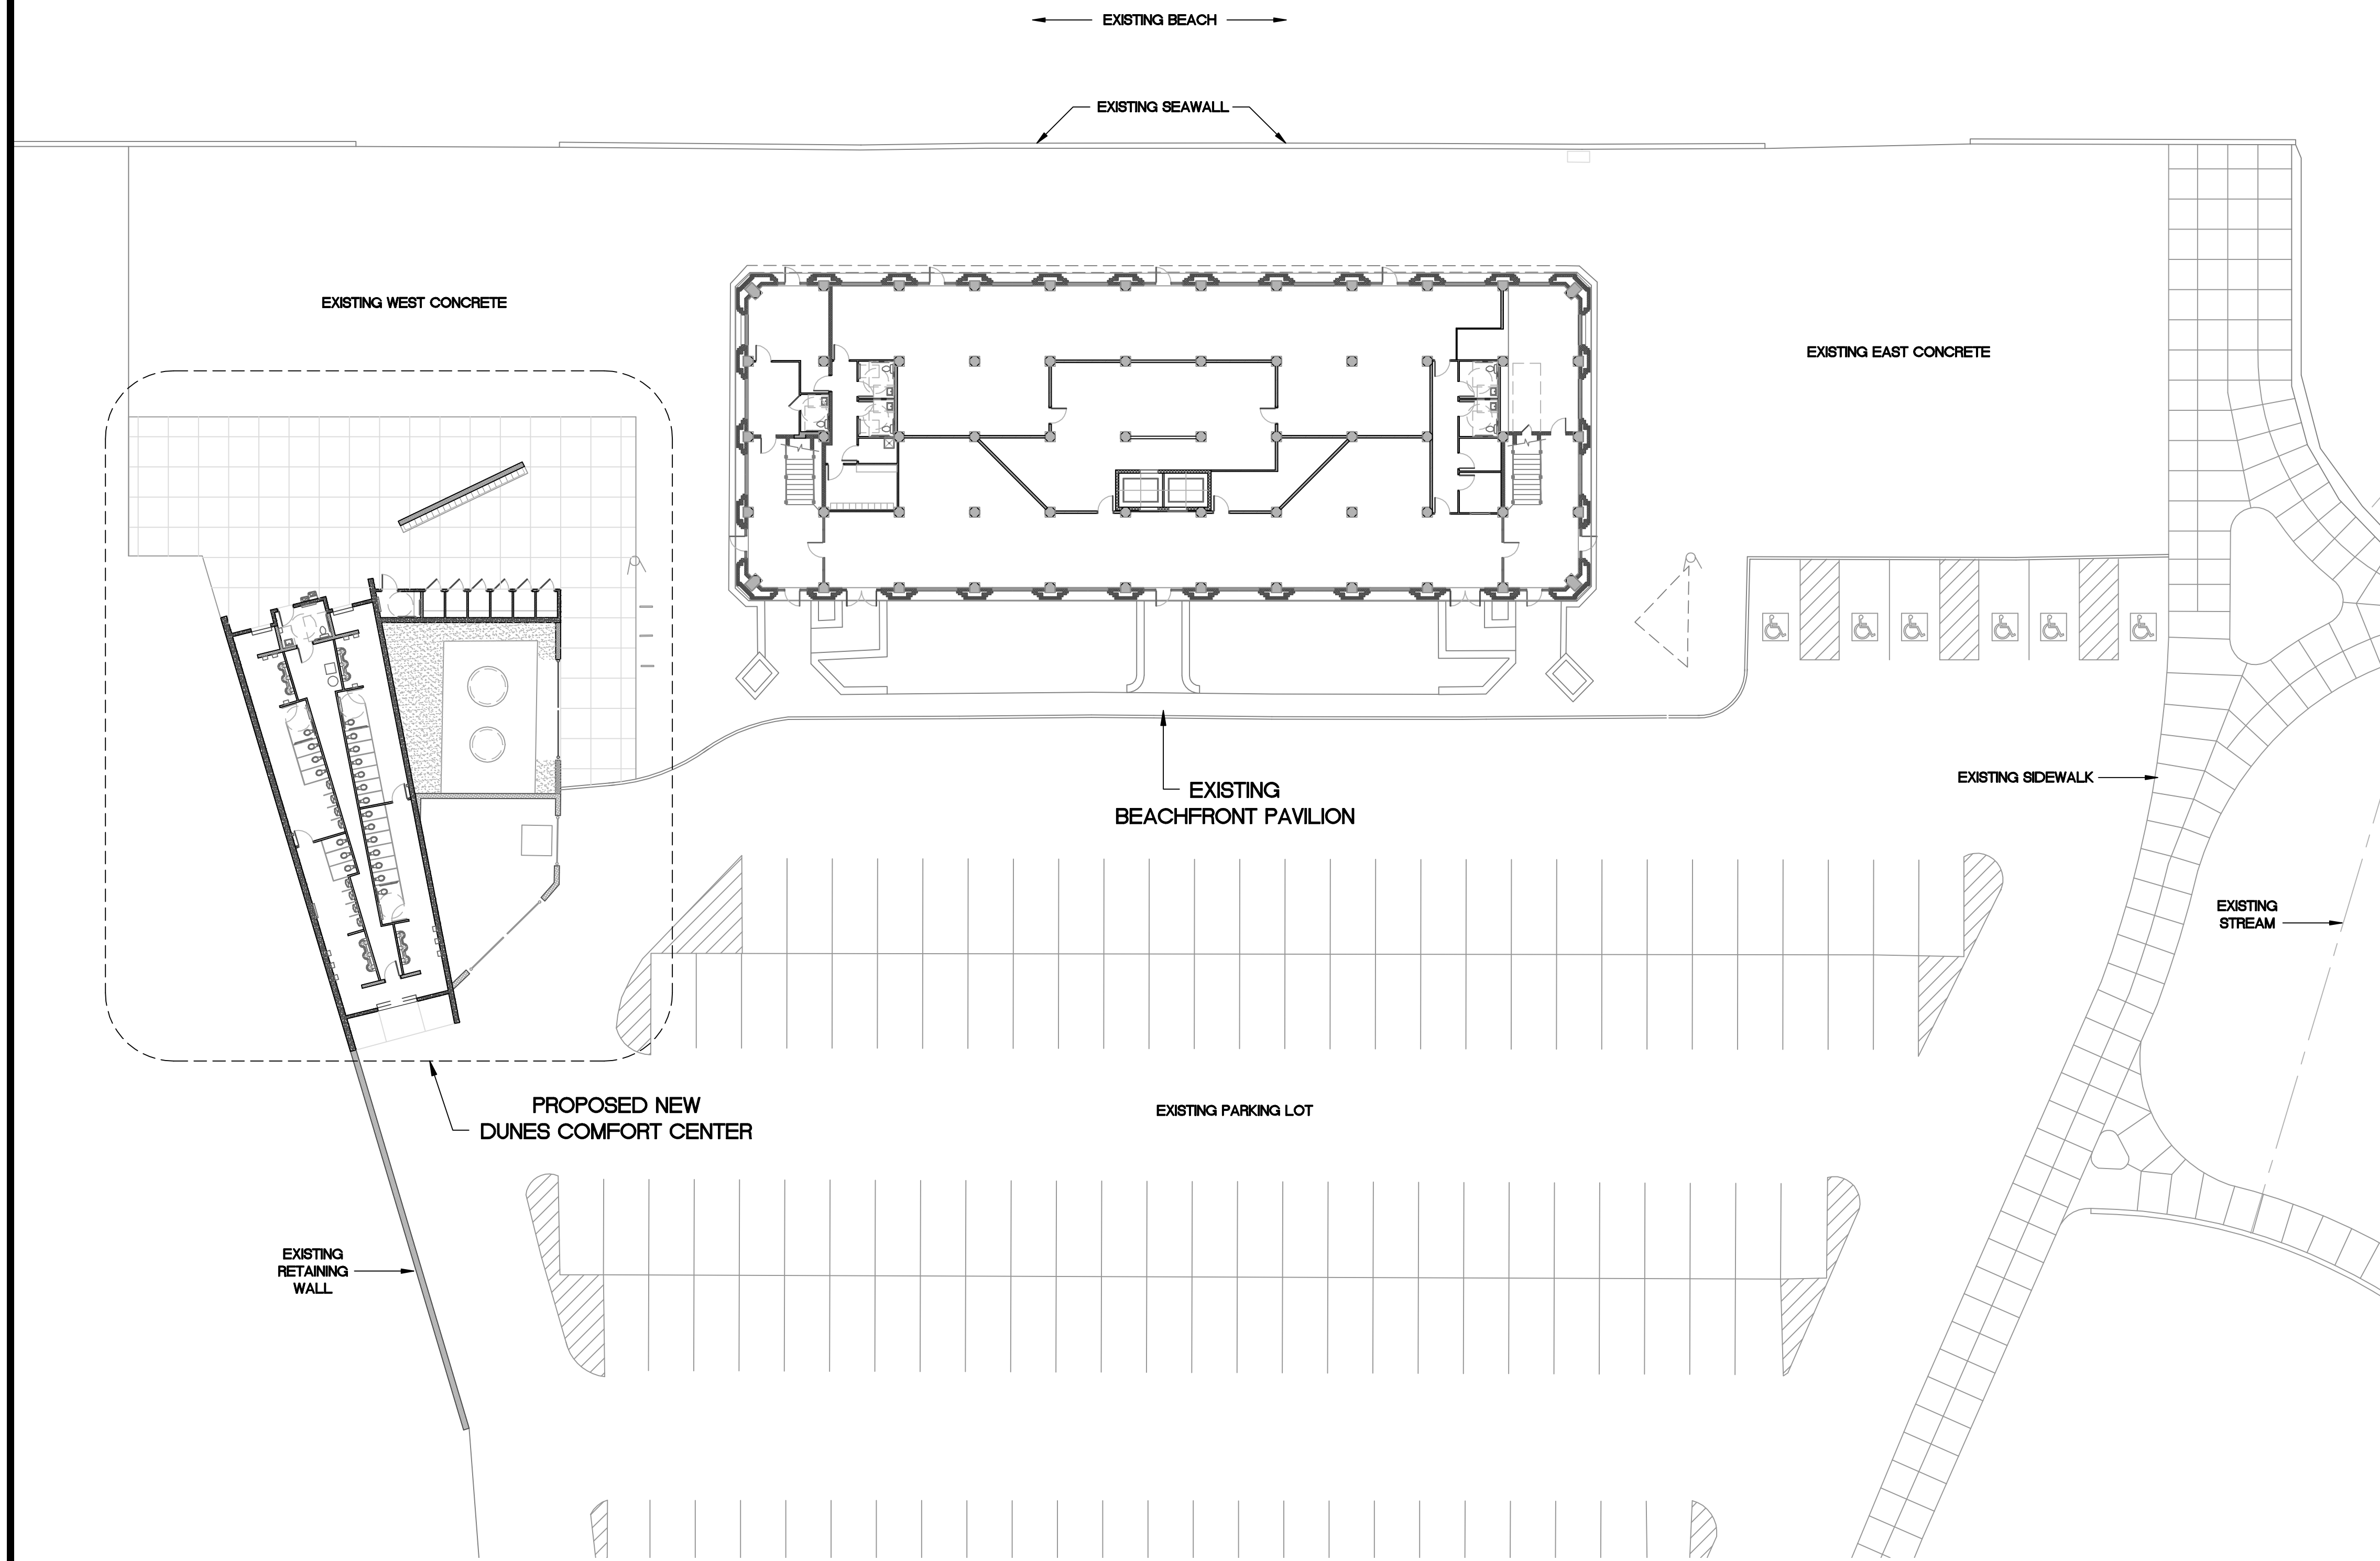 EXISTING BEACH
EXISTING SEAWALL
EXISTING WEST CONCRETE
EXISTING EAST CONCRETE
EXISTING SIDEWALK
EXISTING
BEACHFRONT PAVILION
EXISTING
STREAM
PROPOSED NEW
DUNES COMFORT CENTER
EXISTING PARKING LOT
EXISTING
RETAINING
WALL